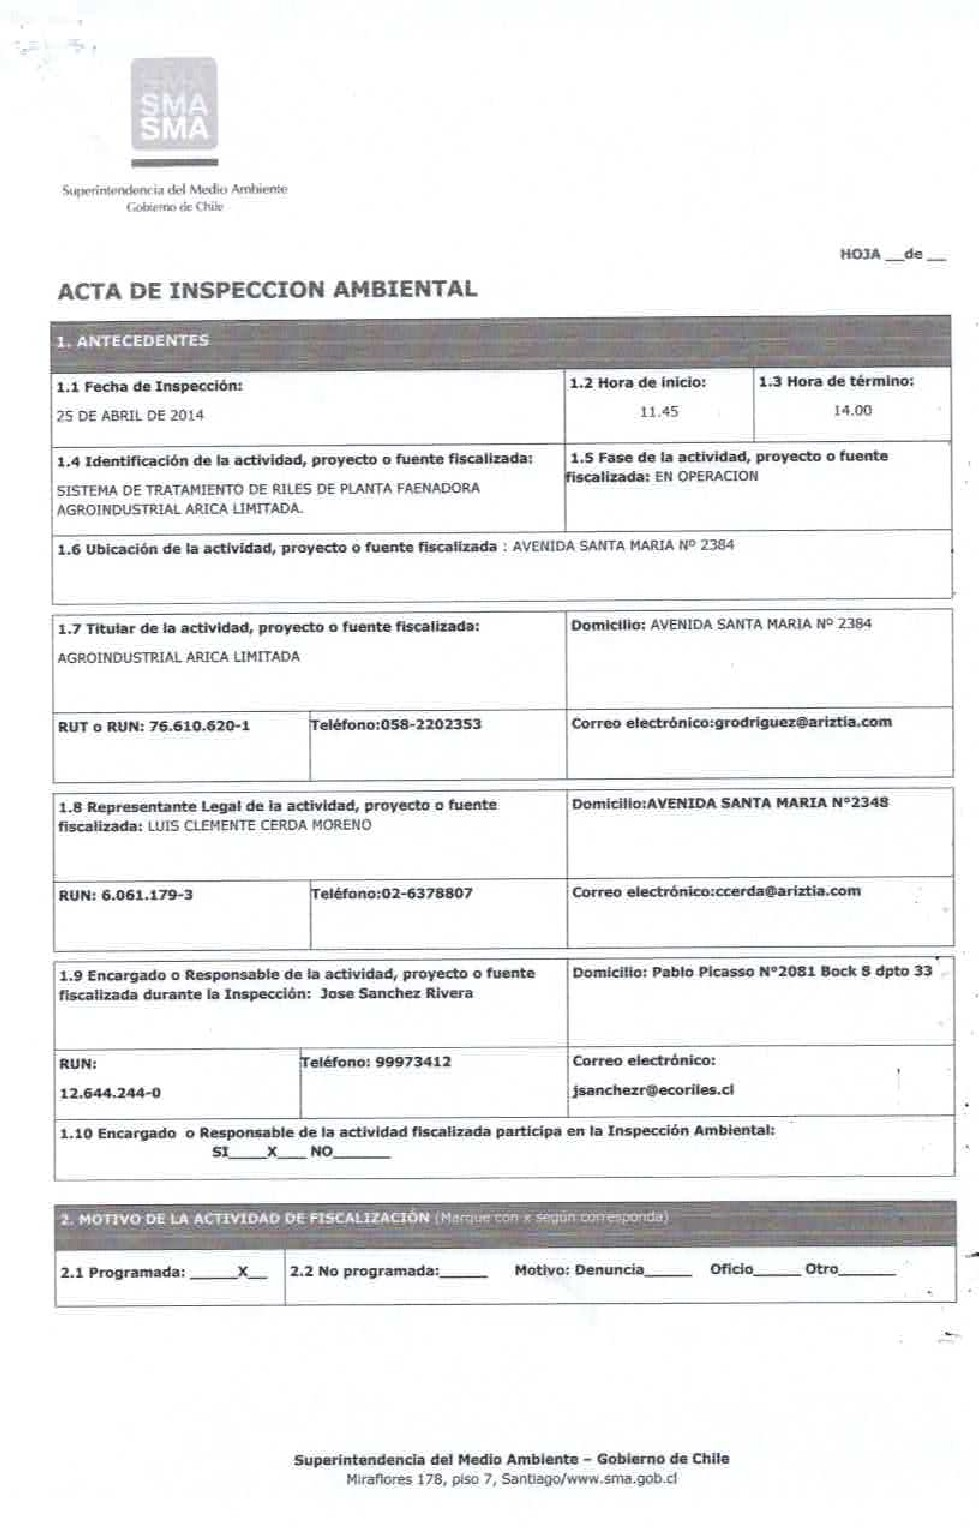 SMA
SMA
Superintendencia del Medio Ambiente
Gobierno de Chile
HOJA __de __
ACTA DE INSPECCION AMBIENTAL
1. ANTECEDENTES
1.1 Fecha de Inspección:
25 DE ABRIL DE 2014
1.2 Hora de inicio:
11.45
1.3 Hora de término:
14.00
1.4 Identificación de la actividad, proyecto o fuente fiscalizada:
SISTEMA DE TRATAMIENTO DE RILES DE PLANTA FAENADORA
AGROINDUSTRIAL ARICA LIMITADA.
1.5 Fase de la actividad, proyecto o fuente
fiscalizada: EN OPERACION
1.6 Ubicación de la actividad, proyecto o fuente fiscalizada : AVENIDA SANTA MARIA Nº 2384
1.7 Titular de la actividad, proyecto o fuente fiscalizada:
AGROINDUSTRIAL ARICA LIMITADA
Domicilio: AVENIDA SANTA MARIA Nº 2384
RUT o RUN: 76.610.620-1
Teléfono:058-2202353
Correo electrónico:grodriguez@ariztia.com
1.8 Representante Legal de la actividad, proyecto o fuente
fiscalizada: LUIS CLEMENTE CERDA MORENO
Domicilio:AVENIDA SANTA MARIA N°2348
RUN: 6.061.179-3
Teléfono:02-6378807
Correo electrónico:ccerda@ariztia.com
1.9 Encargado o Responsable de la actividad, proyecto o fuente
fiscalizada durante la Inspección: Jose Sanchez Rivera
Domicilio: Pablo Picasso N°2081 Bock 8 dpto 33
RUN:
12.644.244-0
Teléfono: 99973412
Correo electrónico:
jsanchezr@ecoriles.cl
1.10 Encargado o Responsable de la actividad fiscalizada participa en la Inspección Ambiental:
SI____X___ NO______
2. MOTIVO DE LA ACTIVIDAD DE FISCALIZACIÓN (Marque con x según corresponda)
2.1 Programada: _____X__
2.2 No programada:_____ Motivo: Denuncia_____ Oficio_____ Otro______
Superintendencia del Medio Ambiente – Gobierno de Chile
Miraflores 178, piso 7, Santiago/www.sma.gob.cl